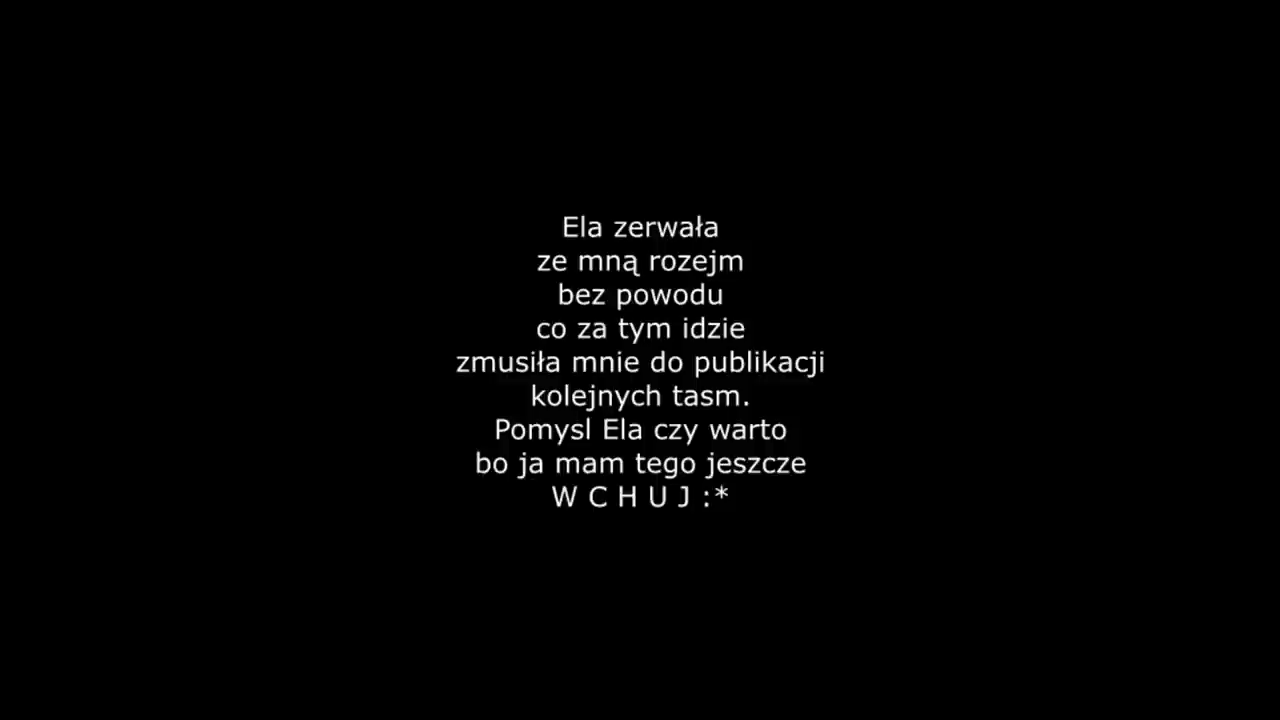 Ela zerwała
ze mną rozejm
bez powodu
co za tym idzie
zmusiła mnie do publikacji
kolejnych tasm.
Pomysl Ela czy warto
bo ja mam tego jeszcze
W C H U J :*